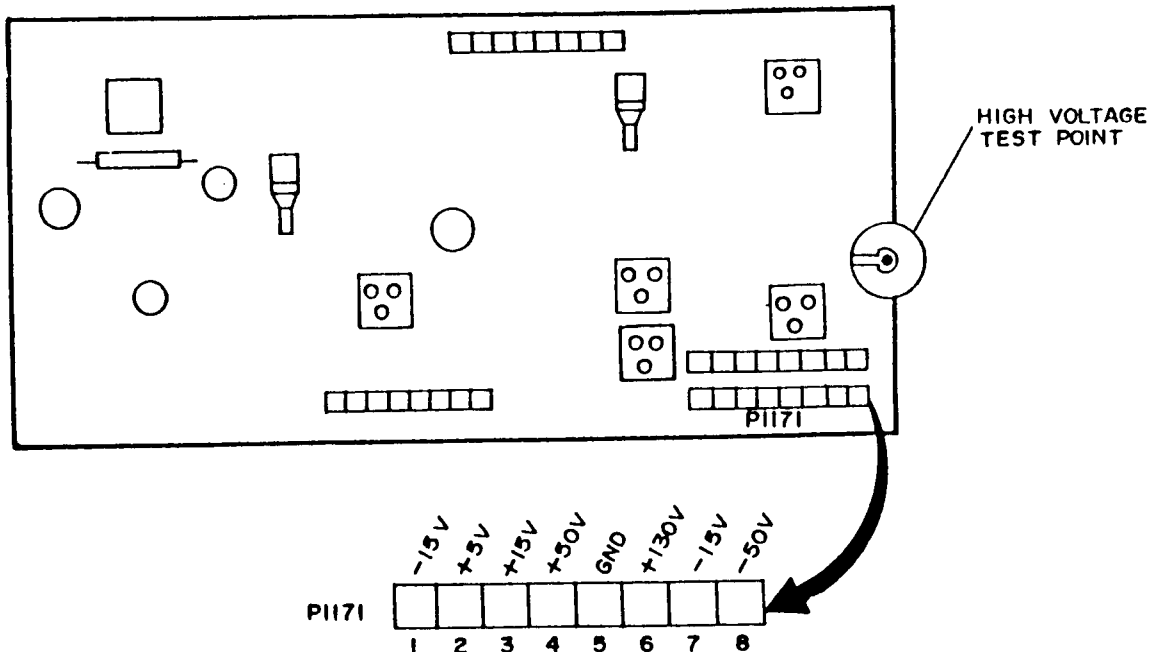 HIGH VOLTAGE
TEST POINT
P1171
-15V +5V +15V +50V GND +130V -15V -50V
P1171
1 2 3 4 5 6 7 8